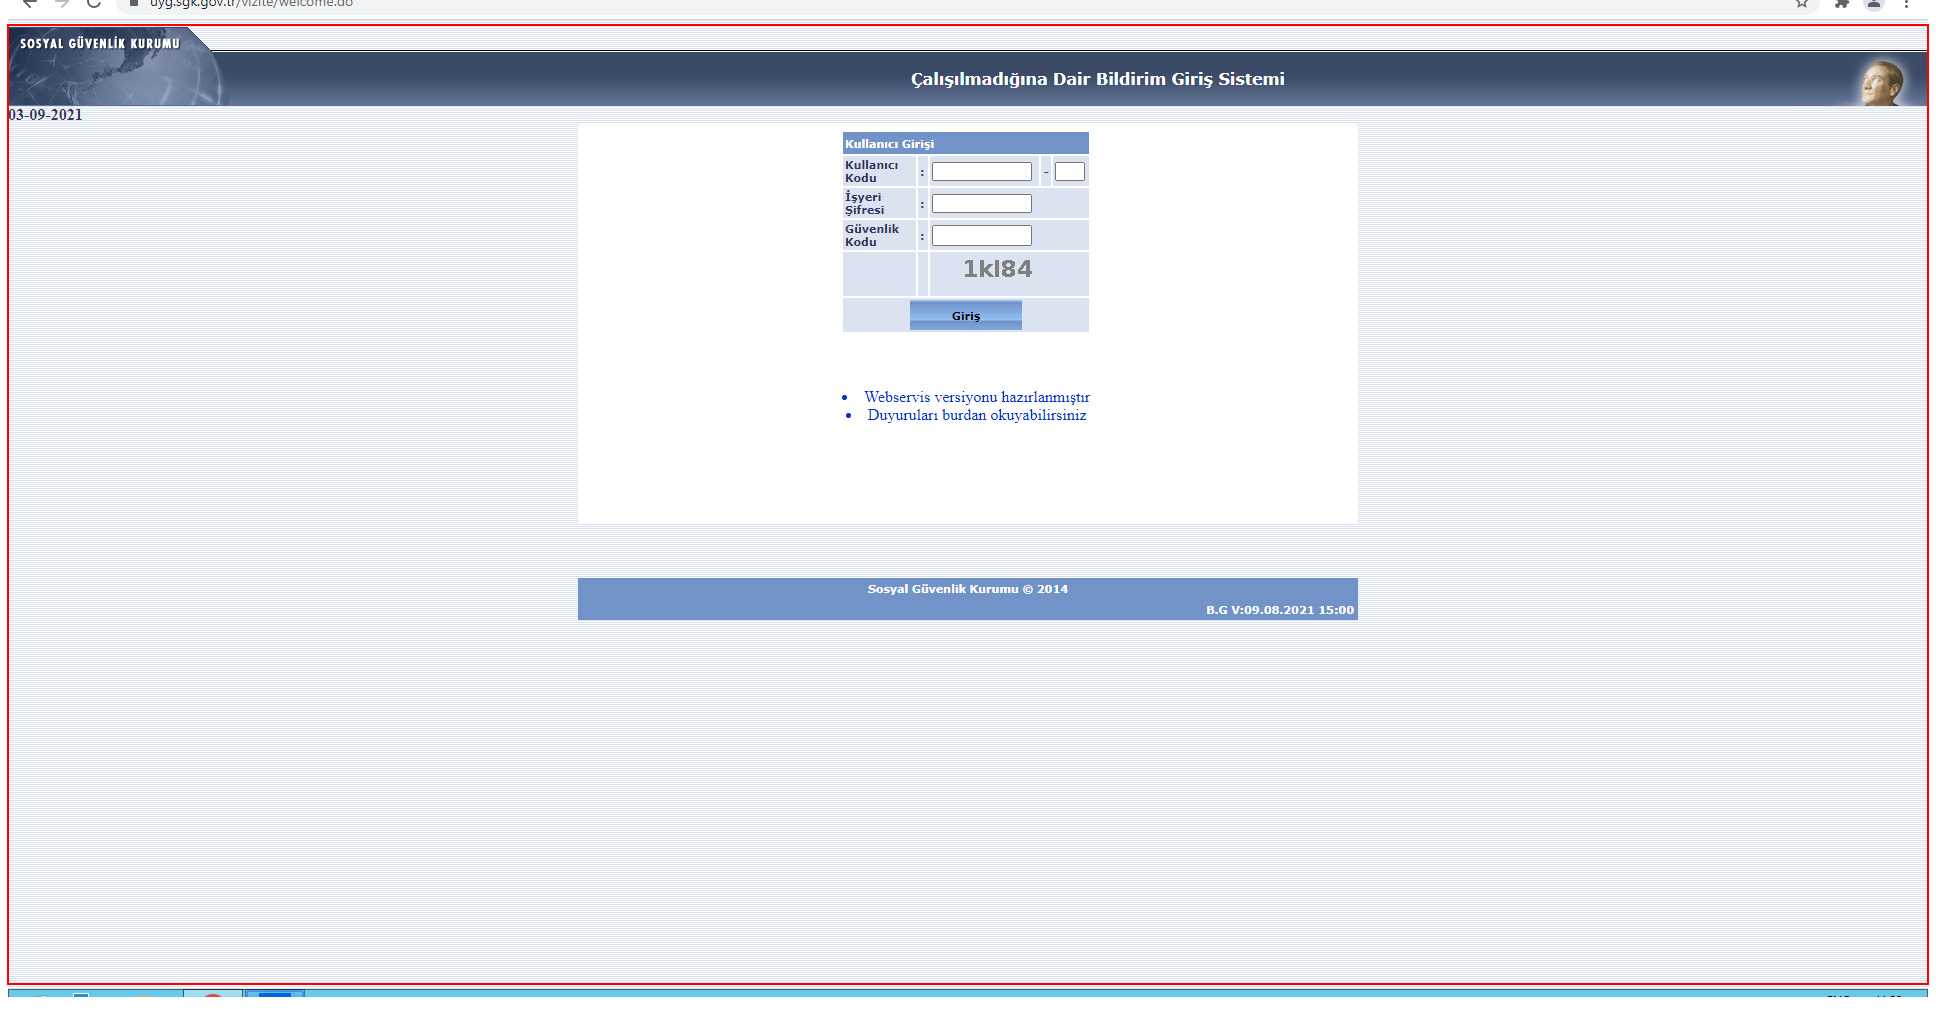 uyg.sgk.gov.tr/vizite/welcome.do
SOSYAL GÜVENLİK KURUMU
Çalışılmadığına Dair Bildirim Giriş Sistemi
03-09-2021
Kullanıcı Girişi
Kullanıcı
Kodu : -
İşyeri
Şifresi :
Güvenlik
Kodu :
1kl84
Giriş
• Webservis versiyonu hazırlanmıştır
• Duyuruları burdan okuyabilirsiniz
Sosyal Güvenlik Kurumu © 2014
B.G V:09.08.2021 15:00